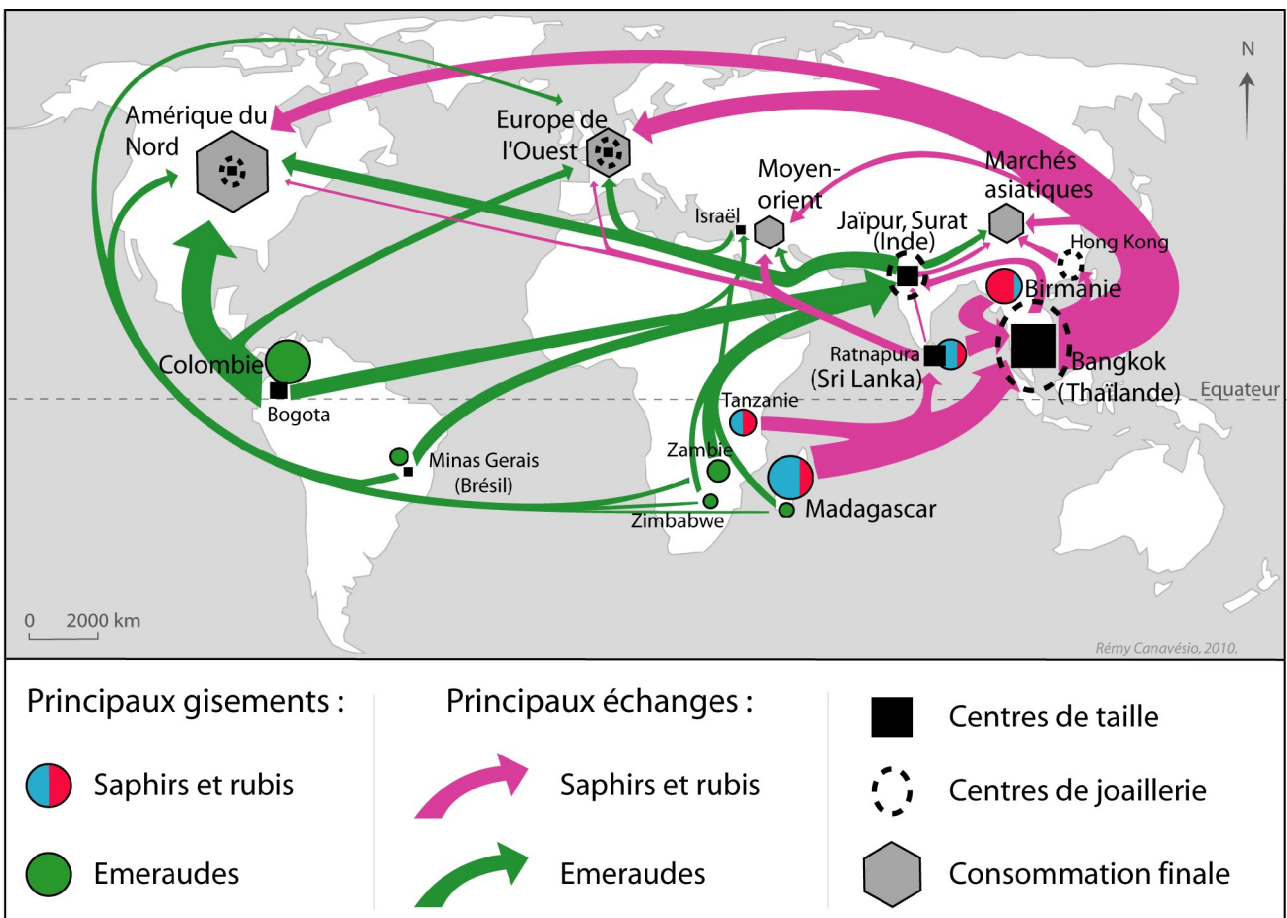 N
Amérique du
Nord
Europe de
l'Ouest
Moyen-
orient
Marchés
asiatiques
Israël
Jaïpur, Surat
(Inde)
Hong Kong
Birmanie
Colombie
Ratnapura
(Sri Lanka)
Bangkok
(Thaïlande)
Equateur
Bogota
Tanzanie
Zambie
Minas Gerais
(Brésil)
Zimbabwe
Madagascar
0 2000 km
Rémy Canavésio, 2010.
Principaux gisements :
Saphirs et rubis
Emeraudes
Principaux échanges :
Saphirs et rubis
Emeraudes
Centres de taille
Centres de joaillerie
Consommation finale